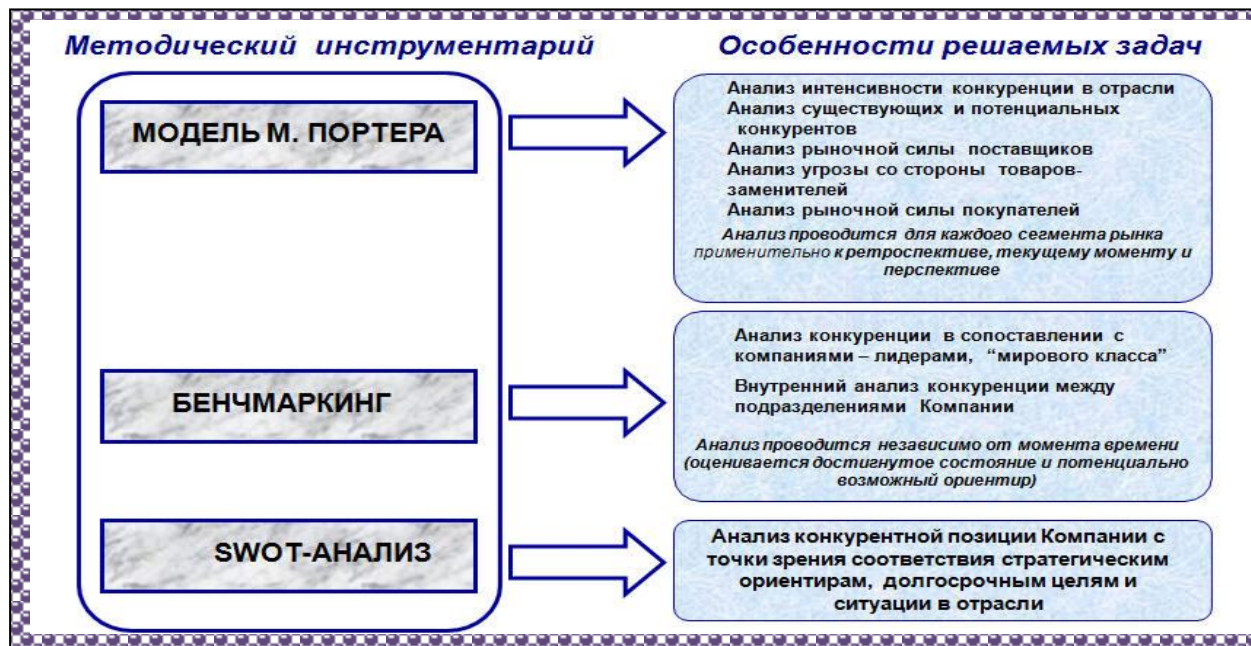 Методический инструментарий
Особенности решаемых задач
МОДЕЛЬ М. ПОРТЕРА
Анализ интенсивности конкуренции в отрасли
Анализ существующих и потенциальных
конкурентов
Анализ рыночной силы поставщиков
Анализ угрозы со стороны товаров-
заменителей
Анализ рыночной силы покупателей
Анализ проводится для каждого сегмента рынка
применительно к ретроспективе, текущему моменту и
перспективе
БЕНЧМАРКИНГ
Анализ конкуренции в сопоставлении с
компаниями – лидерами, “мирового класса”
Внутренний анализ конкуренции между
подразделениями Компании
Анализ проводится независимо от момента времени
(оценивается достигнутое состояние и потенциально
возможный ориентир)
SWOT-АНАЛИЗ
Анализ конкурентной позиции Компании с
точки зрения соответствия стратегическим
ориентирам, долгосрочным целям и
ситуации в отрасли